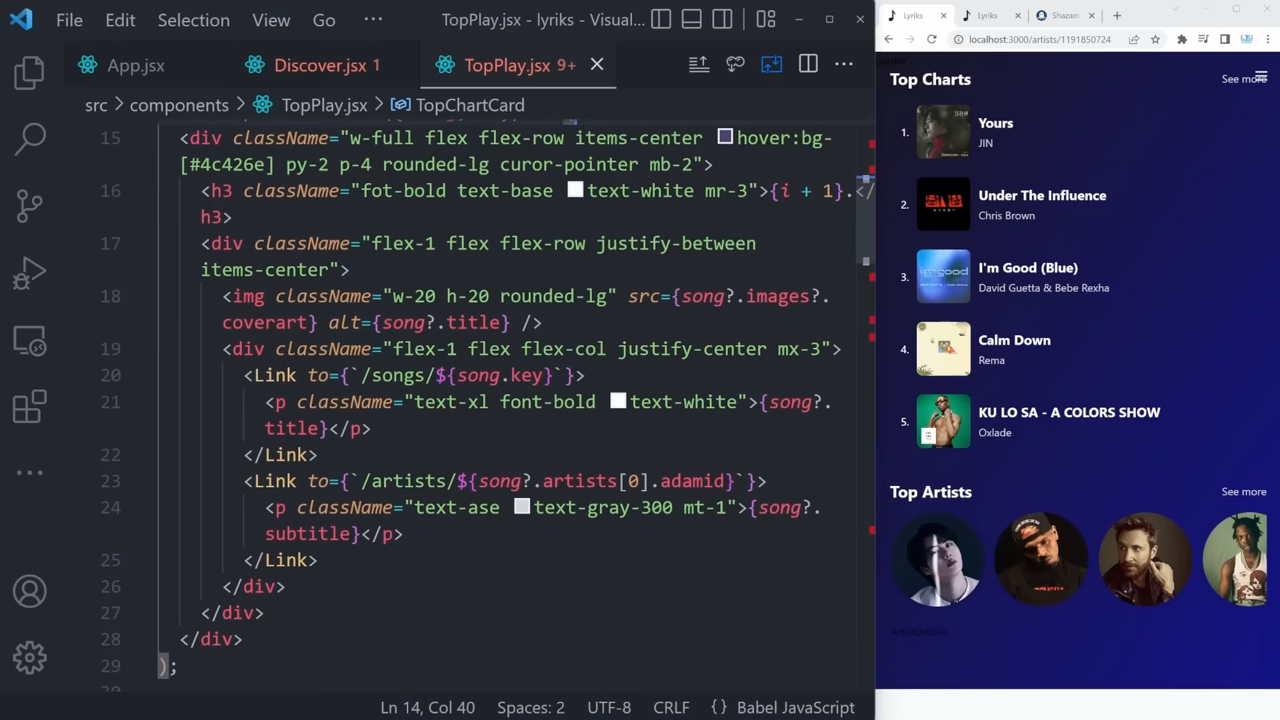 File Edit Selection View Go ··· TopPlay.jsx - lyriks - Visual...
App.jsx Discover.jsx 1 TopPlay.jsx 9+
src > components > TopPlay.jsx > TopChartCard
15 <div className="w-full flex flex-row items-center hover:bg-
[#4c426e] py-2 p-4 rounded-lg curor-pointer mb-2">
16 <h3 className="fot-bold text-base text-white mr-3">{i + 1}.</
h3>
17 <div className="flex-1 flex flex-row justify-between
items-center">
18 <img className="w-20 h-20 rounded-lg" src={song?.images?.
coverart} alt={song?.title} />
19 <div className="flex-1 flex flex-col justify-center mx-3">
20 <Link to={`/songs/${song.key}`}>
21 <p className="text-xl font-bold text-white">{song?.
title}</p>
22 </Link>
23 <Link to={`/artists/${song?.artists[0].adamid}`}>
24 <p className="text-ase text-gray-300 mt-1">{song?.
subtitle}</p>
25 </Link>
26 </div>
27 </div>
28 </div>
29 );
Ln 14, Col 40 Spaces: 2 UTF-8 CRLF {} Babel JavaScript
Lyriks Lyriks Shazam
localhost:3000/artists/1191850724
Top Charts See more
1. Yours
JIN
2. Under The Influence
Chris Brown
3. I'm Good (Blue)
David Guetta & Bebe Rexha
4. Calm Down
Rema
5. KU LO SA - A COLORS SHOW
Oxlade
Top Artists See more
ArtistDetails